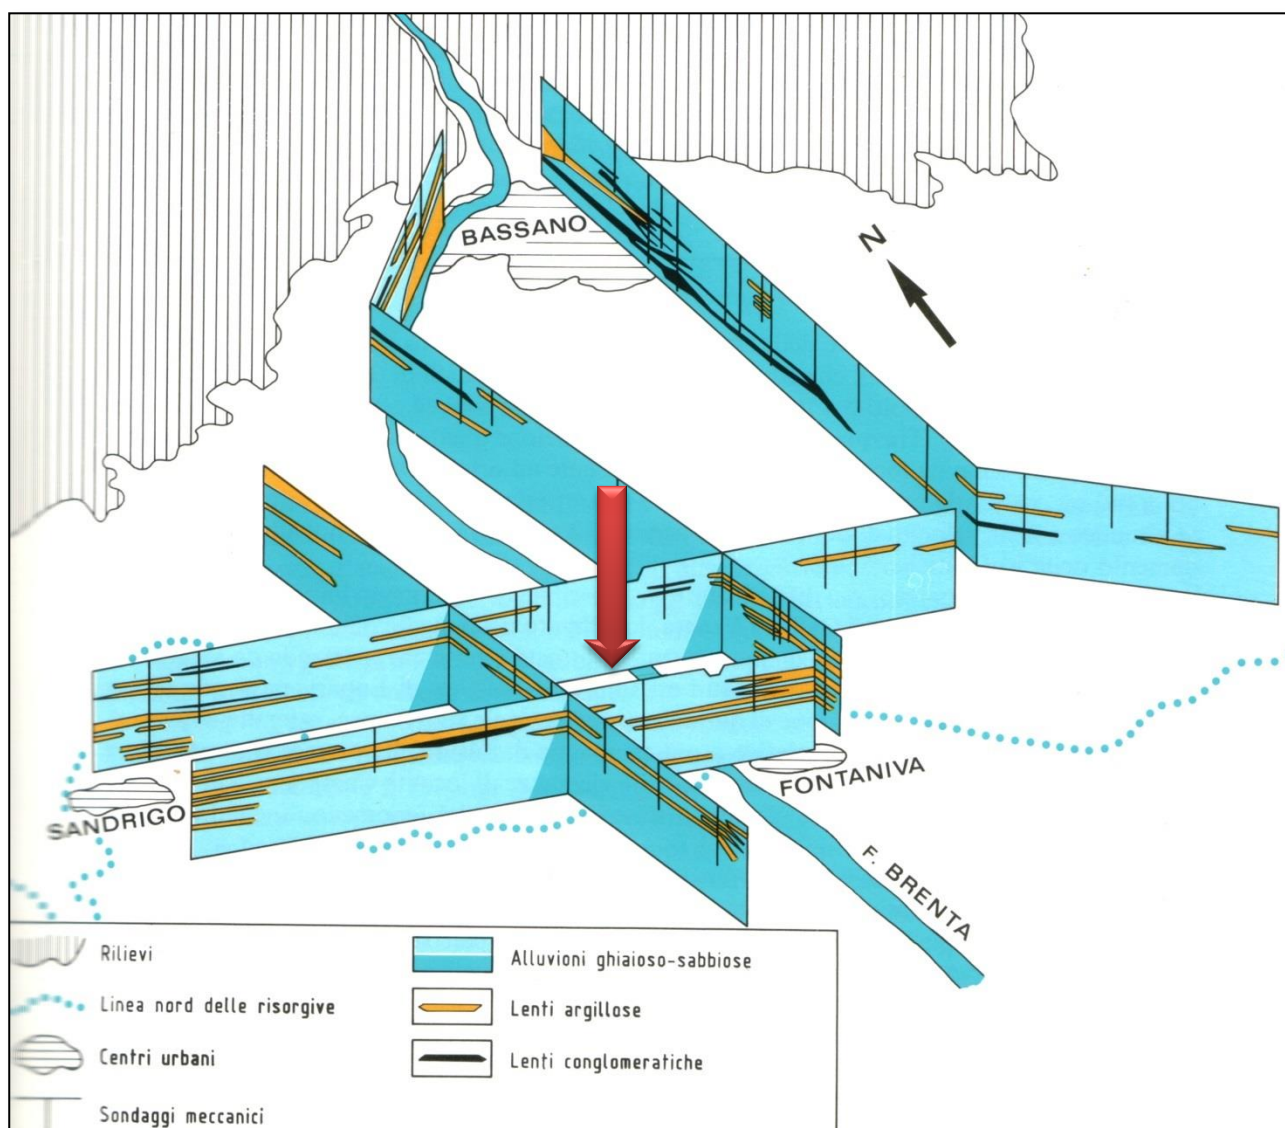 BASSANO
N
FONTANIVA
SANDRIGO
F. BRENTA
Rilievi
Linea nord delle risorgive
Centri urbani
Sondaggi meccanici
Alluvioni ghiaioso-sabbiose
Lenti argillose
Lenti conglomeratiche